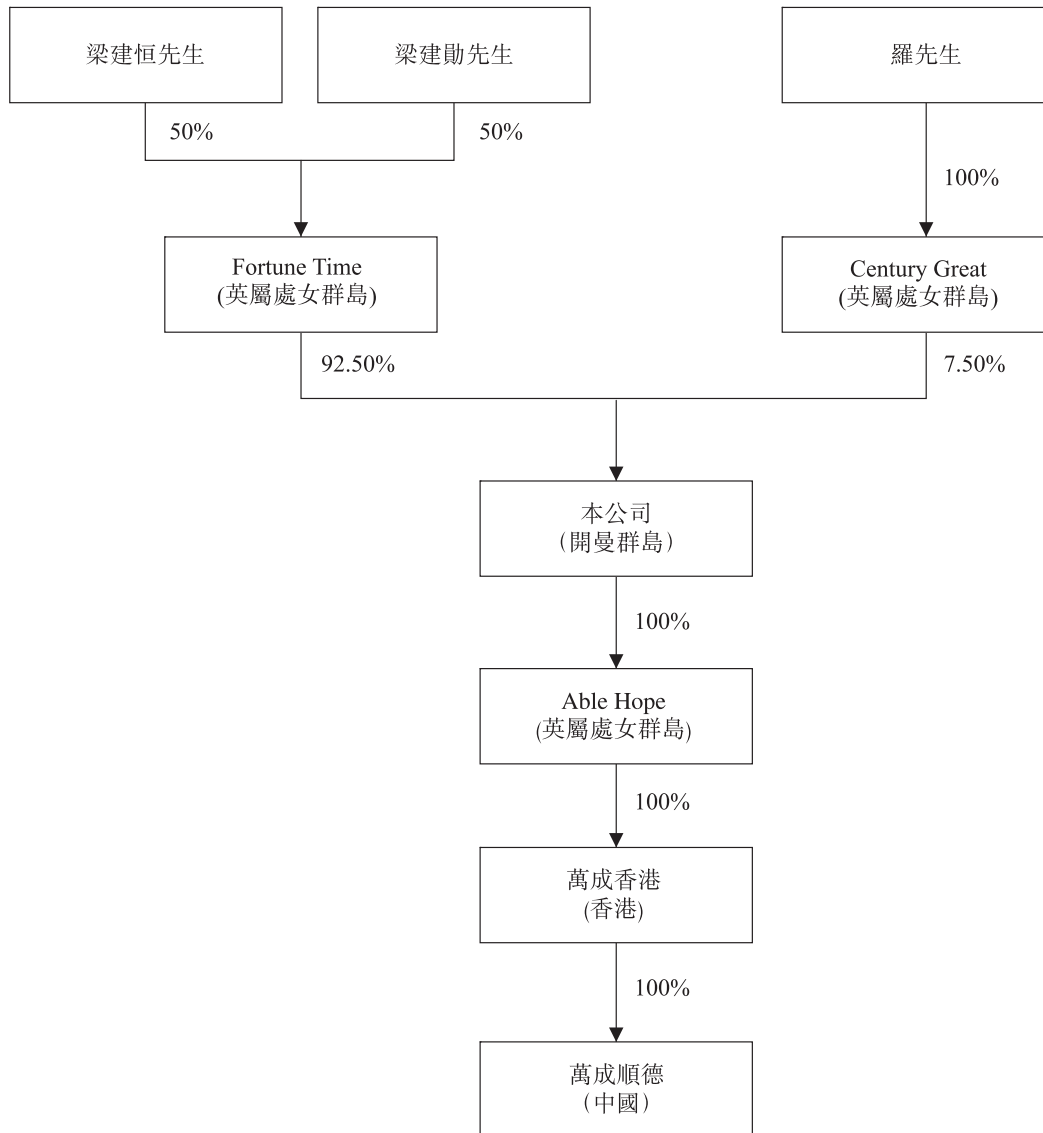 梁建恒先生
梁建勛先生
羅先生
50%
50%
100%
Fortune Time
(英屬處女群島)
Century Great
(英屬處女群島)
92.50%
7.50%
本公司
（開曼群島）
100%
Able Hope
(英屬處女群島)
100%
萬成香港
(香港)
100%
萬成順德
（中國）